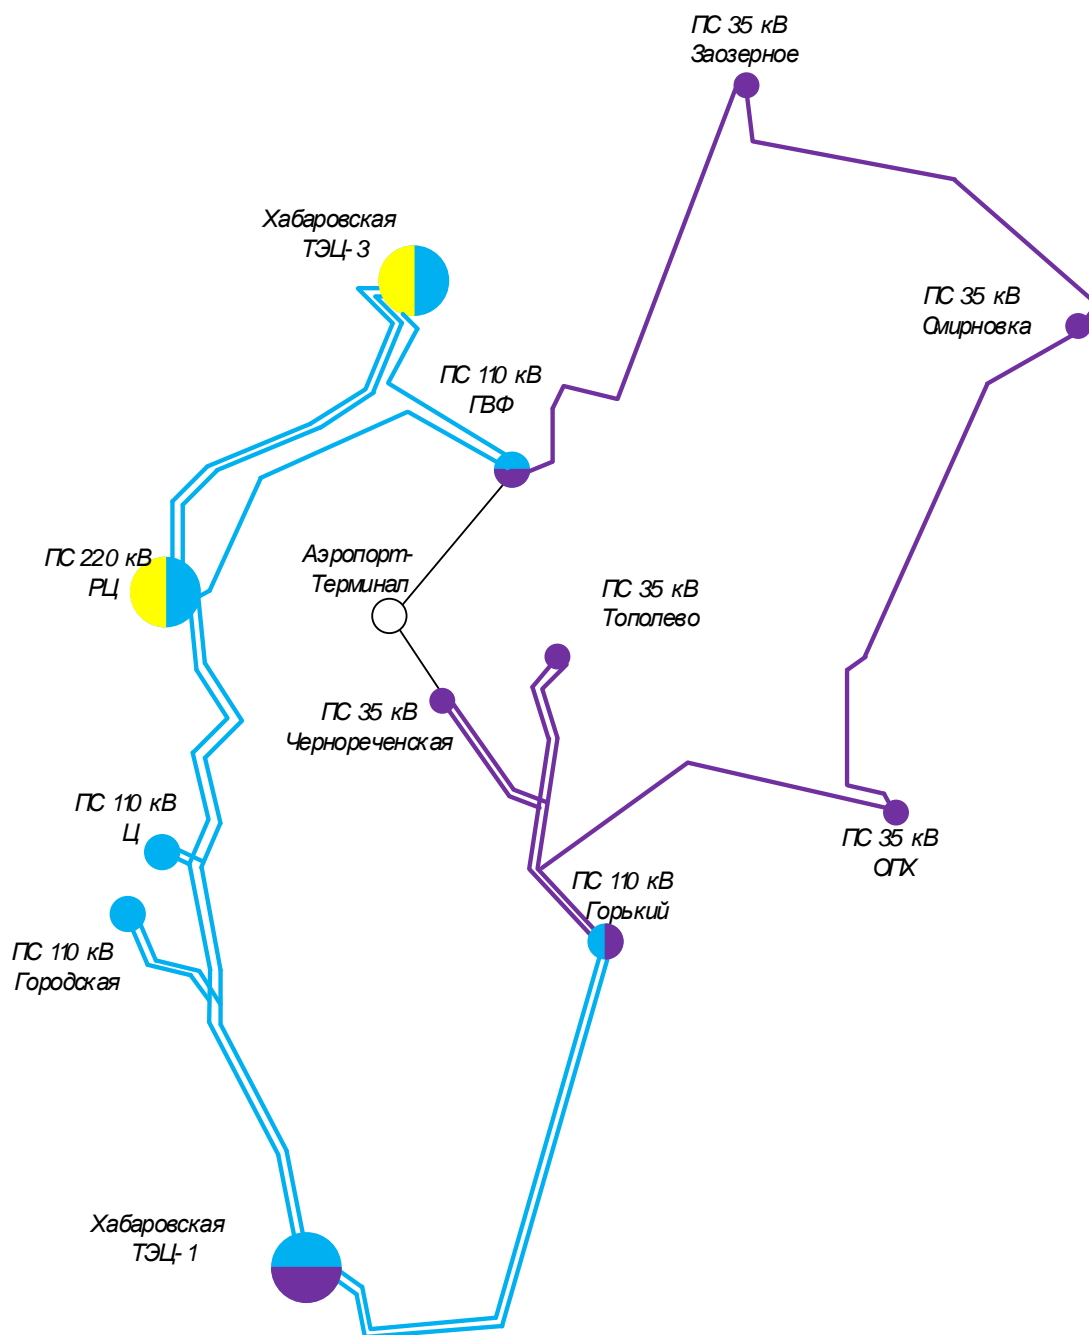 ПС 35 кВ
Заозерное
Хабаровская
ТЭЦ-3
ПС 35 кВ
Смирновка
ПС 110 кВ
ГВФ
ПС 220 кВ
РЦ
Аэропорт-
Терминал
ПС 35 кВ
Тополево
ПС 35 кВ
Чернореченская
ПС 110 кВ
Ц
ПС 35 кВ
ОПХ
ПС 110 кВ
Горький
ПС 110 кВ
Городская
Хабаровская
ТЭЦ-1